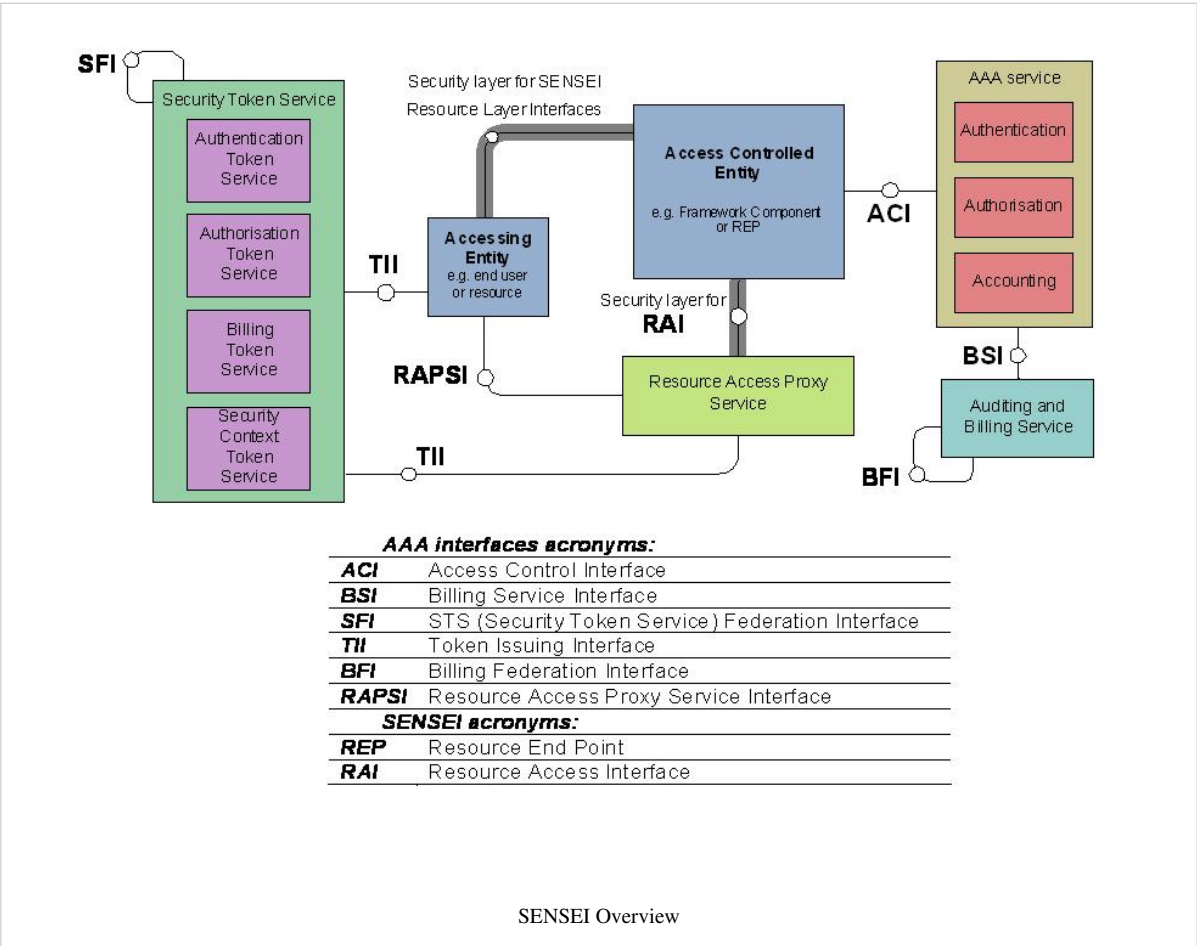 SFI
Security Token Service
Authentication
Token
Service
Authorisation
Token
Service
Billing
Token
Service
Security
Context
Token
Service
Security layer for SENSEI
Resource Layer Interfaces
TII
Accessing
Entity
e.g. end user
or resource
Access Controlled
Entity
e.g. Framework Component
or REP
ACI
AAA service
Authentication
Authorisation
Accounting
Security layer for
RAI
RAPSI
Resource Access Proxy
Service
TII
BSI
Auditing and
Billing Service
BFI
AAA interfaces acronyms:
ACI Access Control Interface
BSI Billing Service Interface
SFI STS (Security Token Service) Federation Interface
TII Token Issuing Interface
BFI Billing Federation Interface
RAPSI Resource Access Proxy Service Interface
SENSEI acronyms:
REP Resource End Point
RAI Resource Access Interface
SENSEI Overview